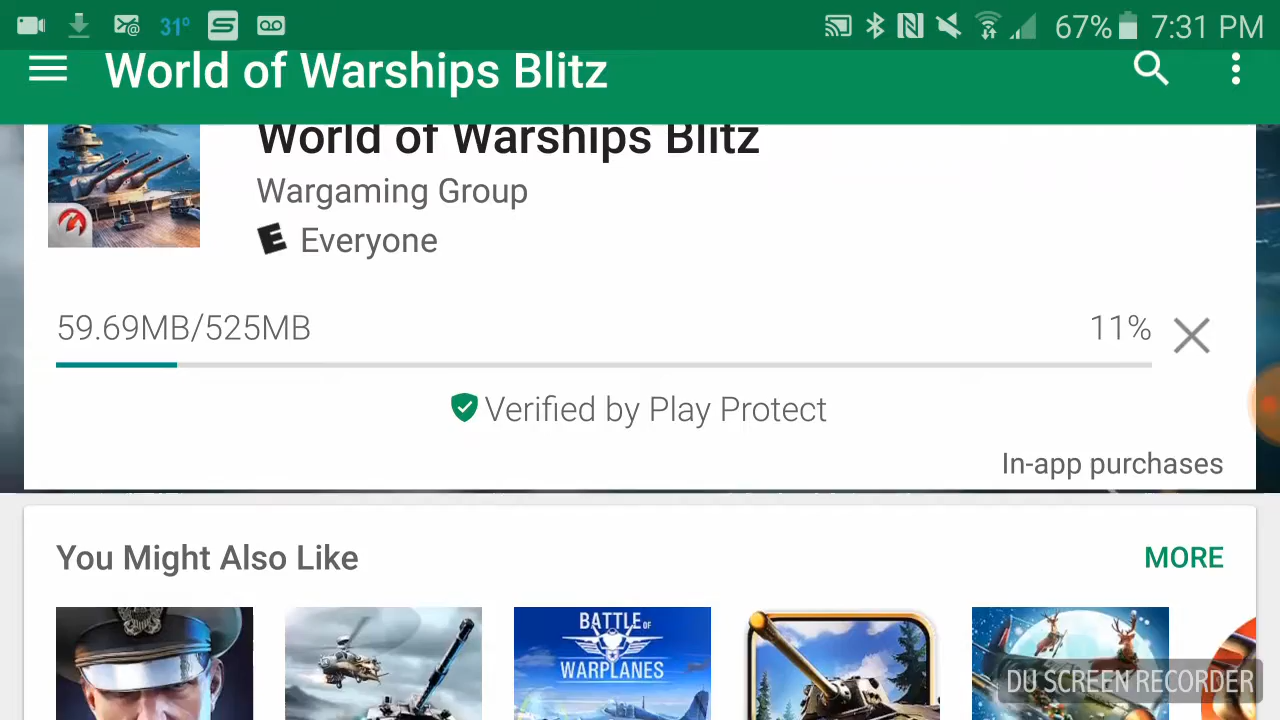 31°
67%
7:31 PM
World of Warships Blitz
World of Warships Blitz
Wargaming Group
E Everyone
59.69MB/525MB
11%
Verified by Play Protect
In-app purchases
You Might Also Like
MORE
BATTLE OF
WARPLANES
DU SCREEN RECORDER